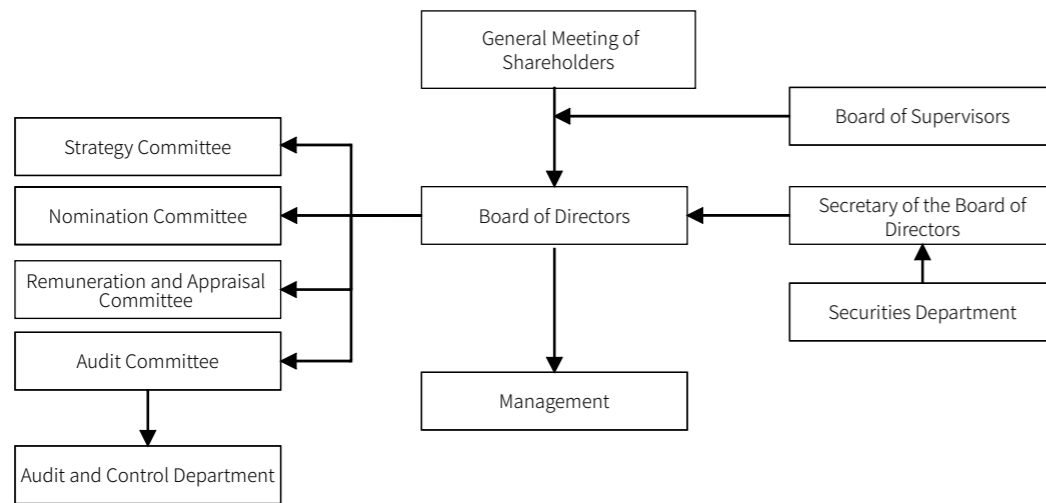 General Meeting of
Shareholders
Board of Supervisors
Strategy Committee
Nomination Committee
Board of Directors
Secretary of the Board of
Directors
Remuneration and Appraisal
Committee
Securities Department
Audit Committee
Management
Audit and Control Department